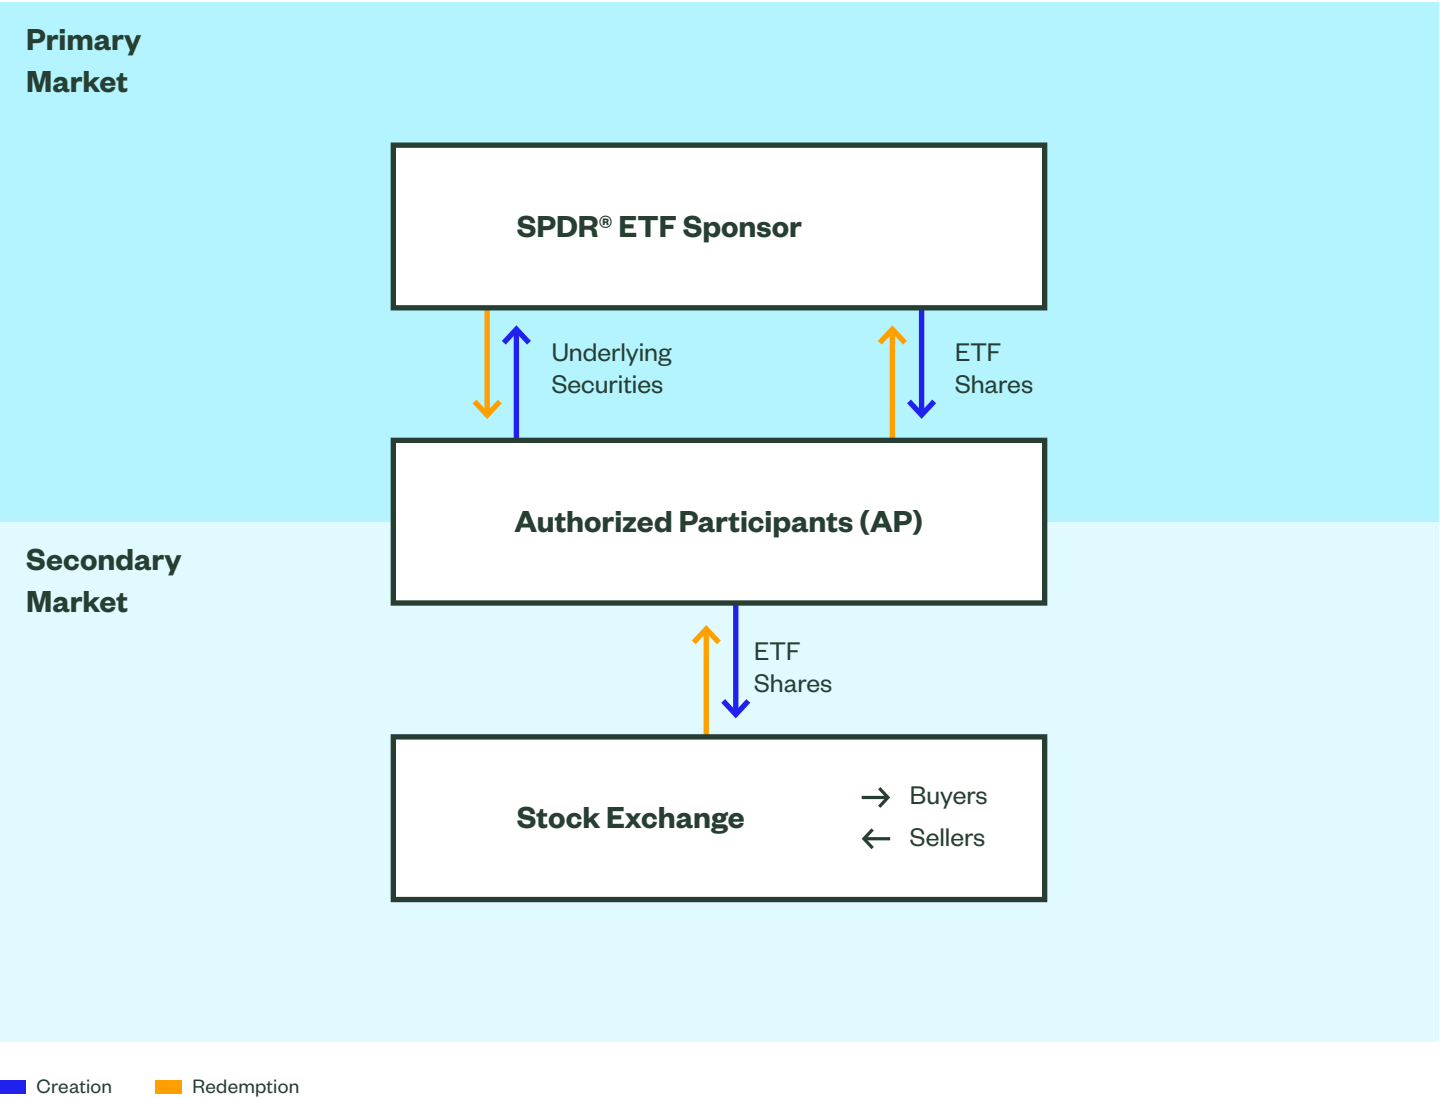 Primary
Market
SPDR® ETF Sponsor
Underlying
Securities
ETF
Shares
Authorized Participants (AP)
Secondary
Market
ETF
Shares
Stock Exchange
Buyers
Sellers
Creation
Redemption